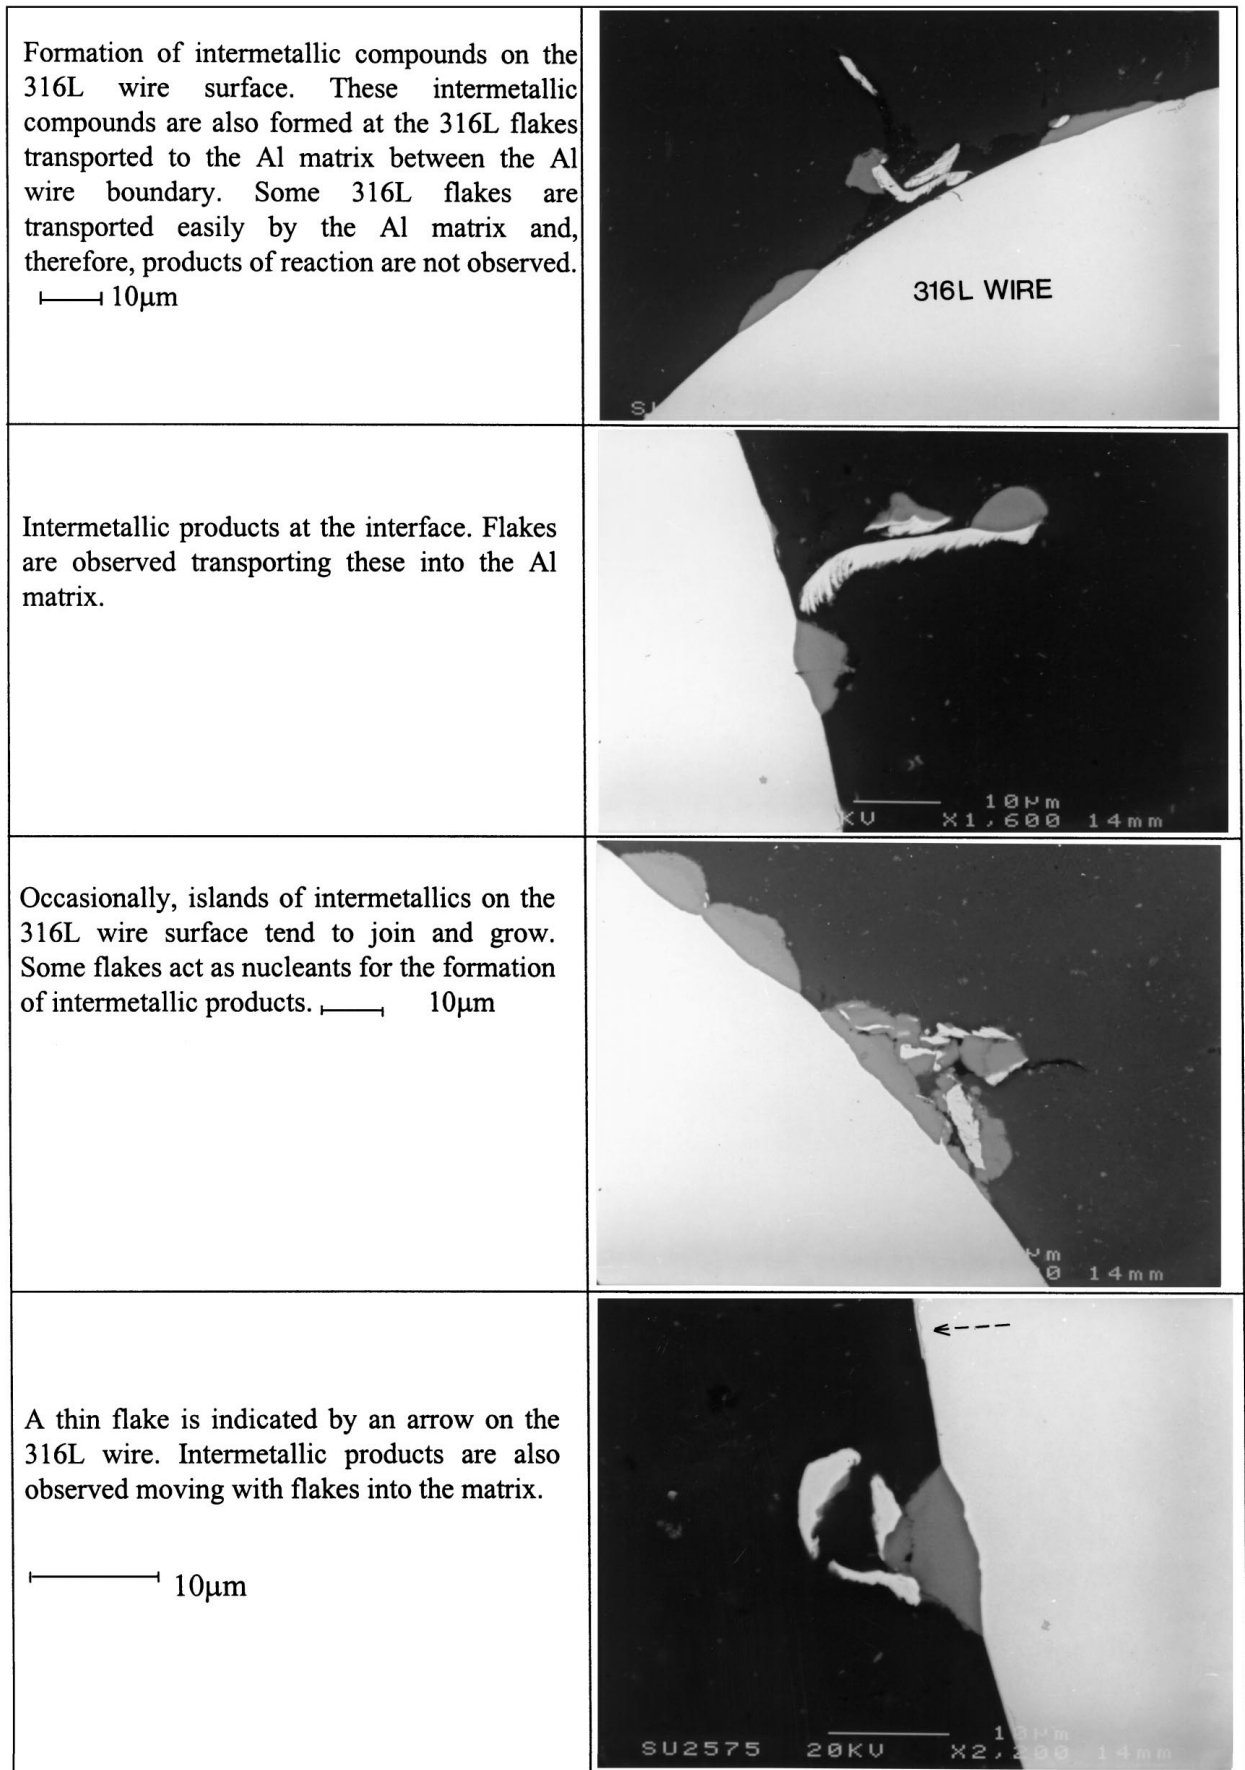 Formation of intermetallic compounds on the
316L wire surface. These intermetallic
compounds are also formed at the 316L flakes
transported to the Al matrix between the Al
wire boundary. Some 316L flakes are
transported easily by the Al matrix and,
therefore, products of reaction are not observed.
10μm
316L WIRE
Intermetallic products at the interface. Flakes
are observed transporting these into the Al
matrix.
10μm
KV X1,600 14mm
Occasionally, islands of intermetallics on the
316L wire surface tend to join and grow.
Some flakes act as nucleants for the formation
of intermetallic products. 10μm
μm
0 14mm
A thin flake is indicated by an arrow on the
316L wire. Intermetallic products are also
observed moving with flakes into the matrix.
10μm
10μm
SU2575 20KV X2,200 14mm